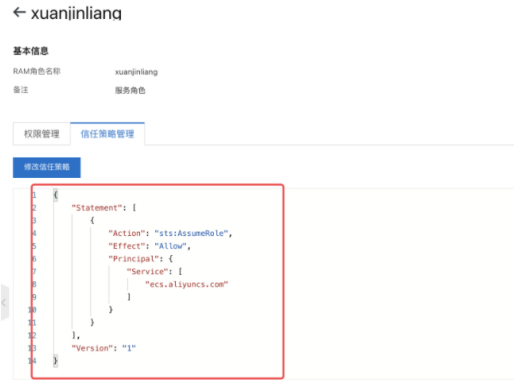 ← xuanjinliang
基本信息
RAM角色名称 xuanjinliang
备注 服务角色
权限管理 信任策略管理
修改信任策略
1 {
2 "Statement": [
3 {
4 "Action": "sts:AssumeRole",
5 "Effect": "Allow",
6 "Principal": {
7 "Service": [
8 "ecs.aliyuncs.com"
9 ]
10 }
11 }
12 ],
13 "Version": "1"
14 }